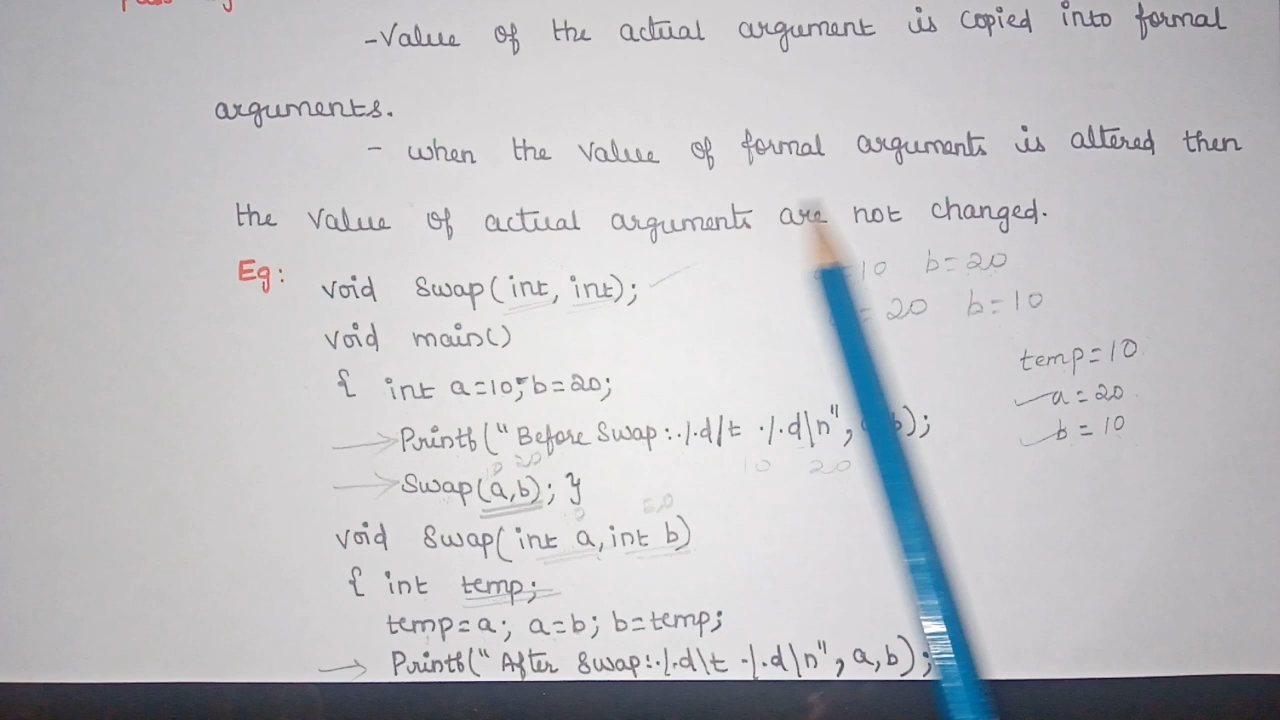 -Value of the actual argument is copied into formal
arguments.
- when the value of formal arguments is altered then
the value of actual arguments are not changed.
Eg: void Swap(int, int);
=10 b=20
= 20 b=10
void main()
{ int a=10, b=20;
temp=10
a=20
b=10
Printf("Before Swap:%d/t %d\n", b);
10 20
Swap(a,b); }
void Swap(int a, int b)
{ int temp;
temp=a; a=b; b=temp;
Printf("After Swap:%d\t %d\n", a,b);